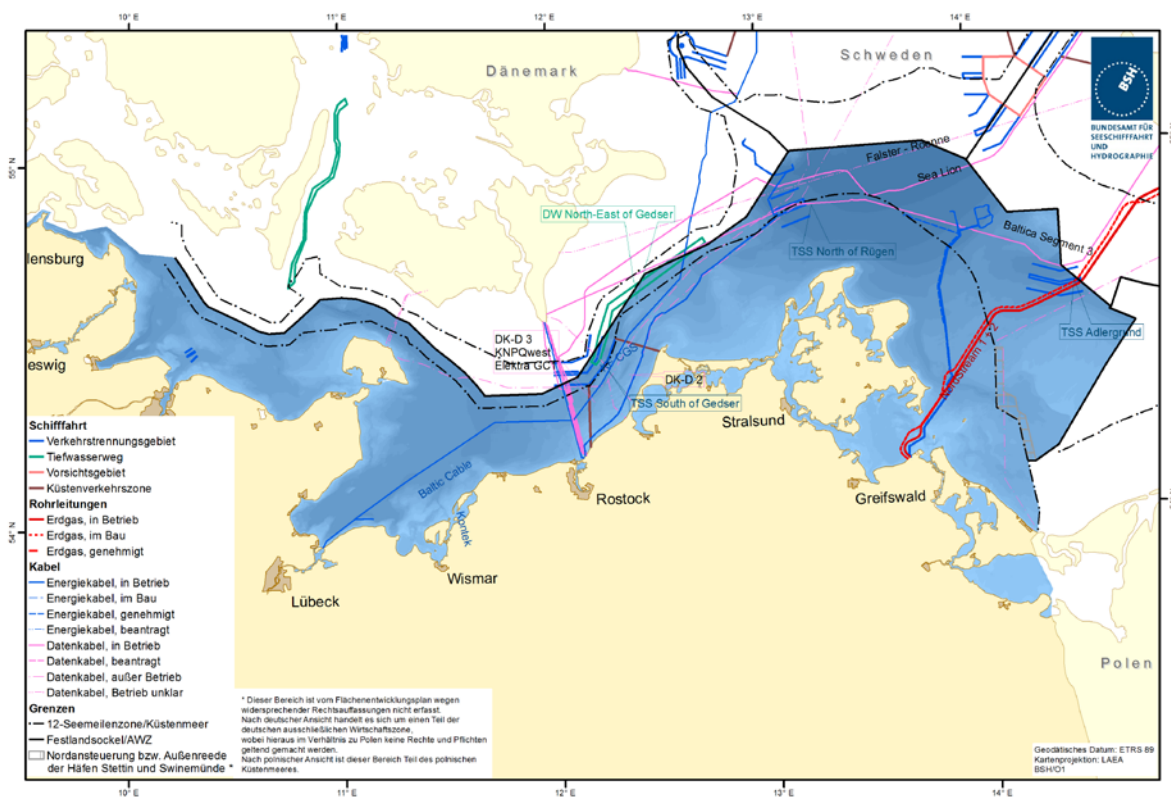 10° E
11° E
12° E
13° E
14° E
Dänemark
Schweden
BSH
BUNDESAMT FÜR
SEESCHIFFFAHRT
UND
HYDROGRAPHIE
55° N
Falster - Roenne
Sea Lion
DW North-East of Gedser
Baltica Segment 3
TSS North of Rügen
lensburg
TSS Adlergrund
DK-D 3
KNPQwest
Elektra GCT
CGS
eswig
DK-D 2
TSS South of Gedser
Stralsund
Baltic Cable
Rostock
Greifswald
Kontek
54° N
Wismar
Lübeck
Polen
Schifffahrt
Verkehrstrennungsgebiet
Tiefwasserweg
Vorsichtsgebiet
Küstenverkehrszone
Rohrleitungen
Erdgas, in Betrieb
Erdgas, im Bau
Erdgas, genehmigt
Kabel
Energiekabel, in Betrieb
Energiekabel, im Bau
Energiekabel, genehmigt
Energiekabel, beantragt
Datenkabel, in Betrieb
Datenkabel, beantragt
Datenkabel, außer Betrieb
Datenkabel, Betrieb unklar
Grenzen
12-Seemeilenzone/Küstenmeer
Festlandsockel/AWZ
Nordansteuerung bzw. Außenreede
der Häfen Stettin und Swinemünde *
* Dieser Bereich ist vom Flächenentwicklungsplan wegen
widersprechender Rechtsauffassungen nicht erfasst.
Nach deutscher Ansicht handelt es sich um einen Teil der
deutschen ausschließlichen Wirtschaftszone,
wobei hieraus im Verhältnis zu Polen keine Rechte und Pflichten
geltend gemacht werden.
Nach polnischer Ansicht ist dieser Bereich Teil des polnischen
Küstenmeeres.
Geodätisches Datum: ETRS 89
Kartenprojektion: LAEA
BSH/O1
10° E
11° E
12° E
13° E
14° E